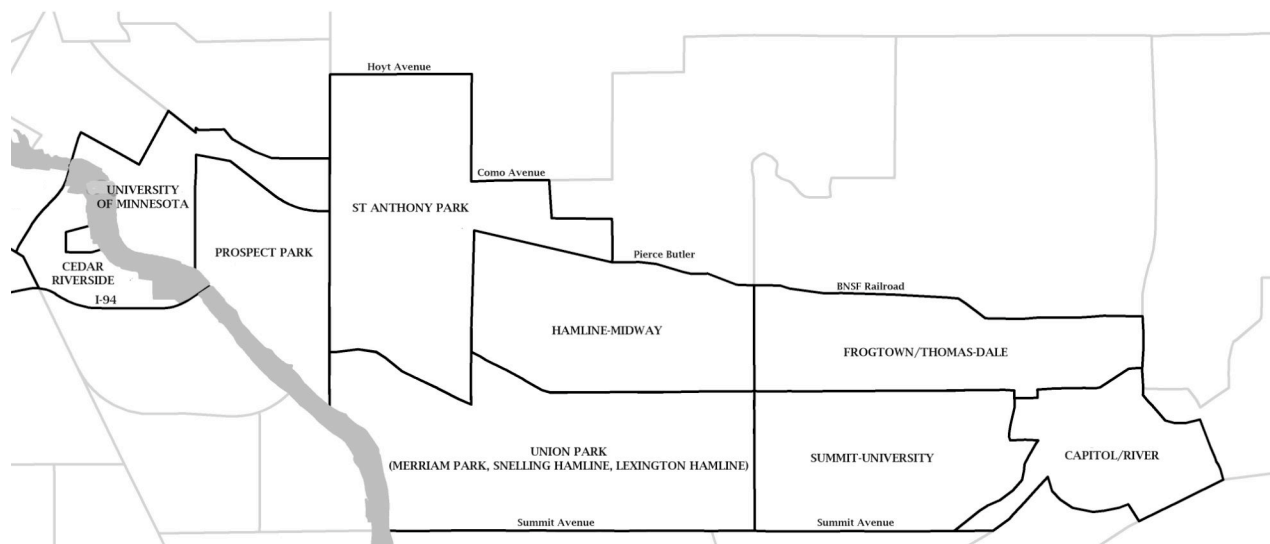 Hoyt Avenue
Como Avenue
UNIVERSITY
OF MINNESOTA
ST ANTHONY PARK
PROSPECT PARK
Pierce Butler
CEDAR
RIVERSIDE
I-94
BNSF Railroad
HAMLINE-MIDWAY
FROGTOWN/THOMAS-DALE
UNION PARK
(MERRIAM PARK, SNELLING HAMLINE, LEXINGTON HAMLINE)
SUMMIT-UNIVERSITY
CAPITOL/RIVER
Summit Avenue
Summit Avenue